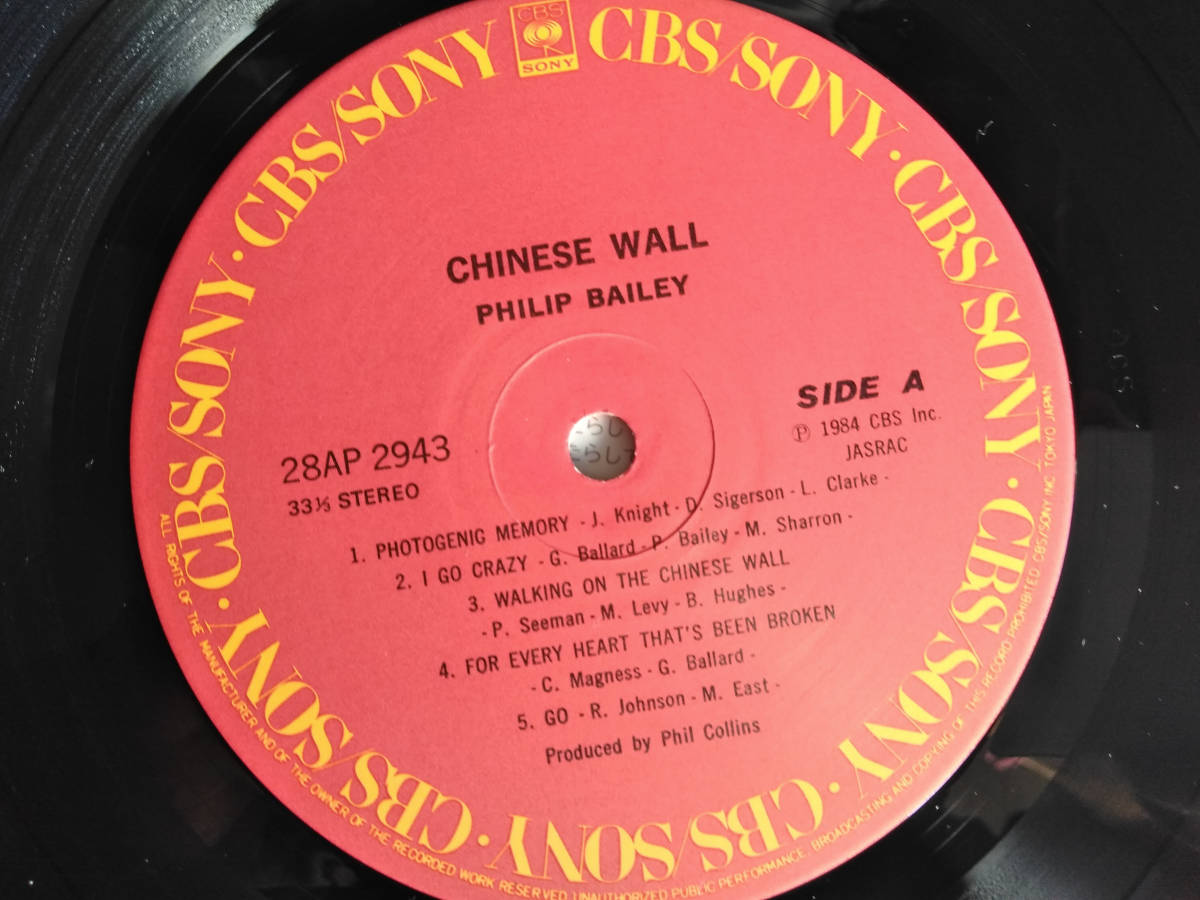 CBS
SONY
CBS/SONY · CBS/SONY · CBS/SONY · CBS/SONY · CBS/SONY · CBS/SONY · CBS/SONY · CBS/SONY
CHINESE WALL
PHILIP BAILEY
SIDE A
℗ 1984 CBS Inc.
JASRAC
28AP 2943
33⅓ STEREO
1. PHOTOGENIC MEMORY - J. Knight - D. Sigerson - L. Clarke -
2. I GO CRAZY - G. Ballard - P. Bailey - M. Sharron -
3. WALKING ON THE CHINESE WALL
- P. Seeman - M. Levy - B. Hughes -
4. FOR EVERY HEART THAT'S BEEN BROKEN
- C. Magness - G. Ballard -
5. GO - R. Johnson - M. East -
Produced by Phil Collins
ALL RIGHTS OF THE MANUFACTURER AND OF THE OWNER OF THE RECORDED WORK RESERVED. UNAUTHORIZED PUBLIC PERFORMANCE, BROADCASTING AND COPYING OF THIS RECORD PROHIBITED. CBS/SONY INC. TOKYO JAPAN